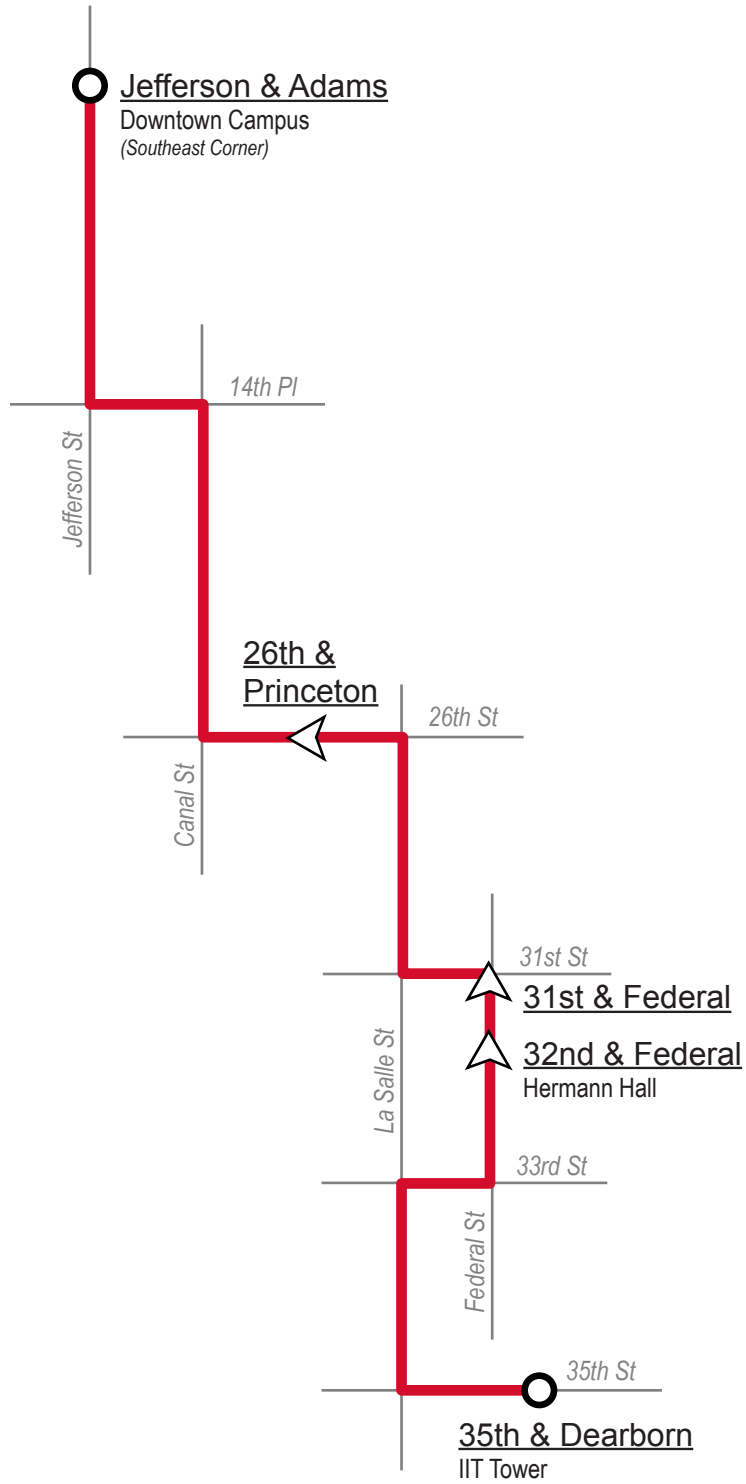 Jefferson & Adams
Downtown Campus
(Southeast Corner)
14th Pl
Jefferson St
26th &
Princeton
26th St
Canal St
31st St
31st & Federal
La Salle St
32nd & Federal
Hermann Hall
33rd St
Federal St
35th St
35th & Dearborn
IIT Tower